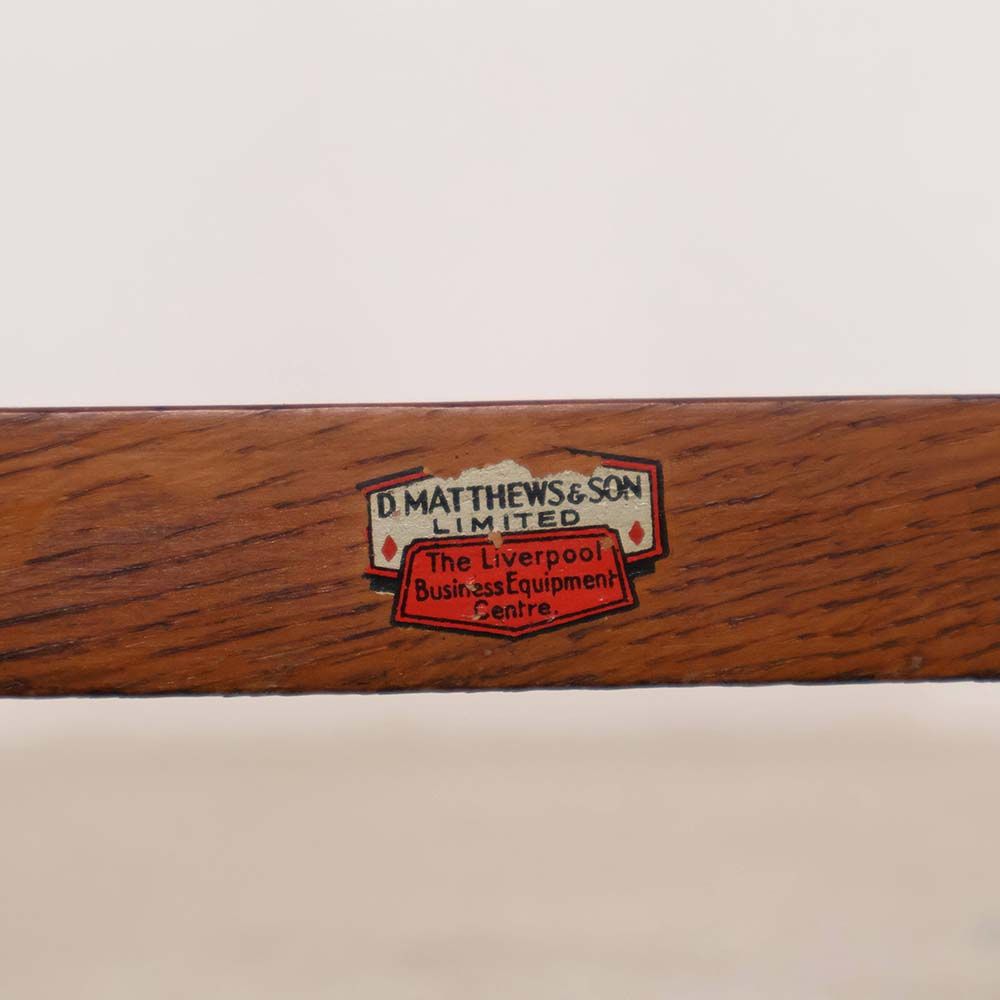 D. MATTHEWS & SON
LIMITED
The Liverpool
Business Equipment
Centre.